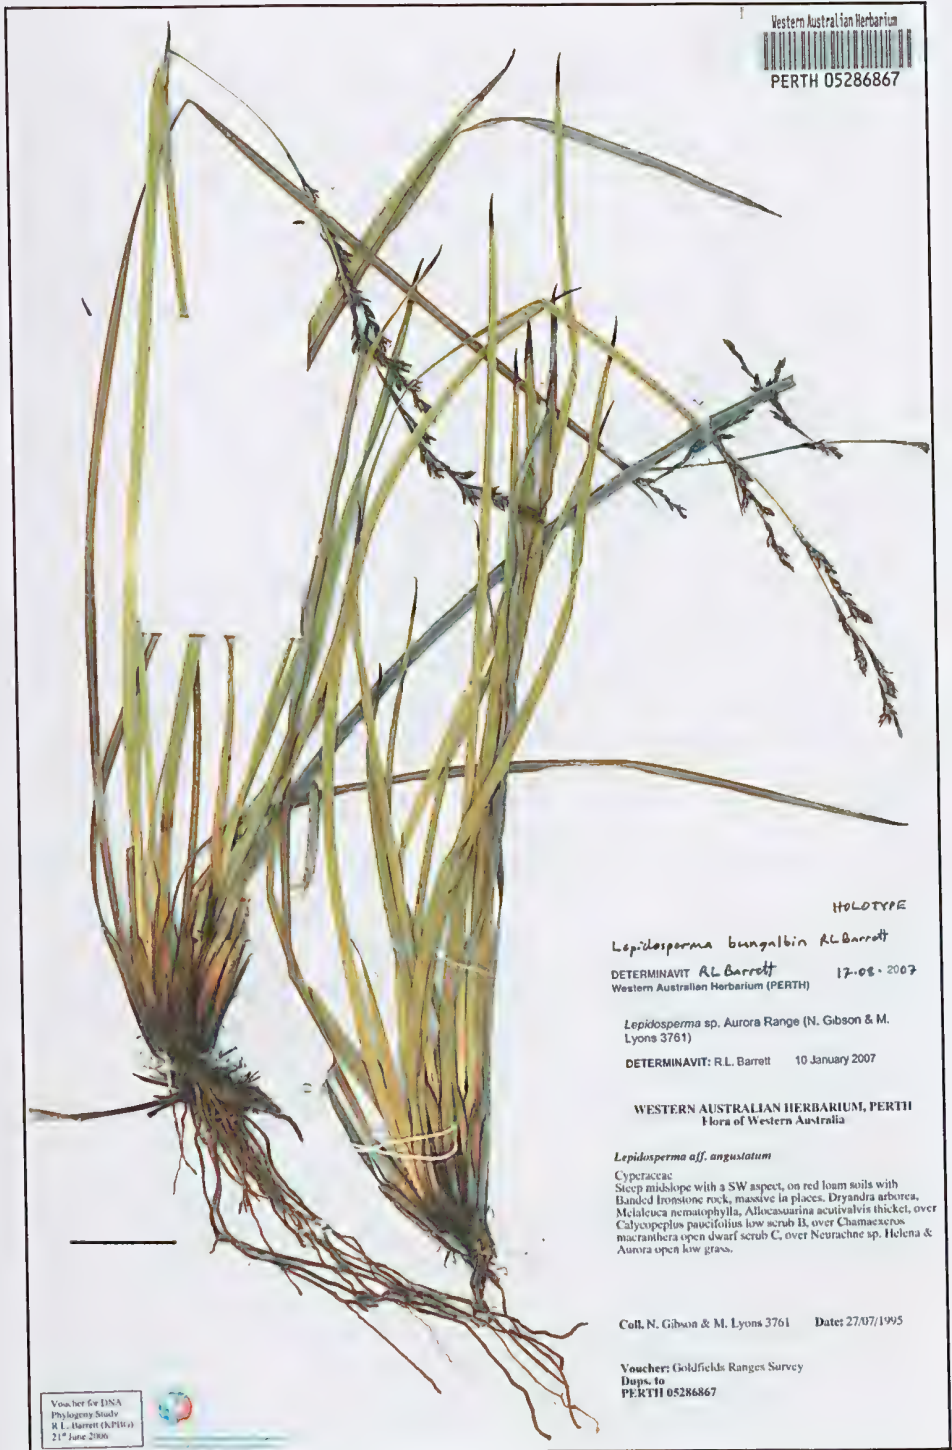 Western Australian Herbarium
PERTH 05286867
HOLOTYPE
Lepidosperma bungalbin RL Barrett
DETERMINAVIT RL Barrett 17.08.2007
Western Australian Herbarium (PERTH)
Lepidosperma sp. Aurora Range (N. Gibson & M.
Lyons 3761)
DETERMINAVIT: R.L. Barrett 10 January 2007
WESTERN AUSTRALIAN HERBARIUM, PERTH
Flora of Western Australia
Lepidosperma aff. angustatum
Cyperaceae
Steep midslope with a SW aspect, on red loam soils with
Banded Ironstone rock, massive in places. Dryandra arborea,
Melaleuca nematophylla, Allocasuarina acutivalvis thicket, over
Calycopeplus paucifolius low scrub B, over Chamaexeros
macranthera open dwarf scrub C, over Neurachne sp. Helena &
Aurora open low grass.
Coll. N. Gibson & M. Lyons 3761 Date: 27/07/1995
Voucher: Goldfields Ranges Survey
Dups. to
PERTH 05286867
Voucher for DNA
Phylogeny Study
R L. Barrett (KPBG)
21st June 2006